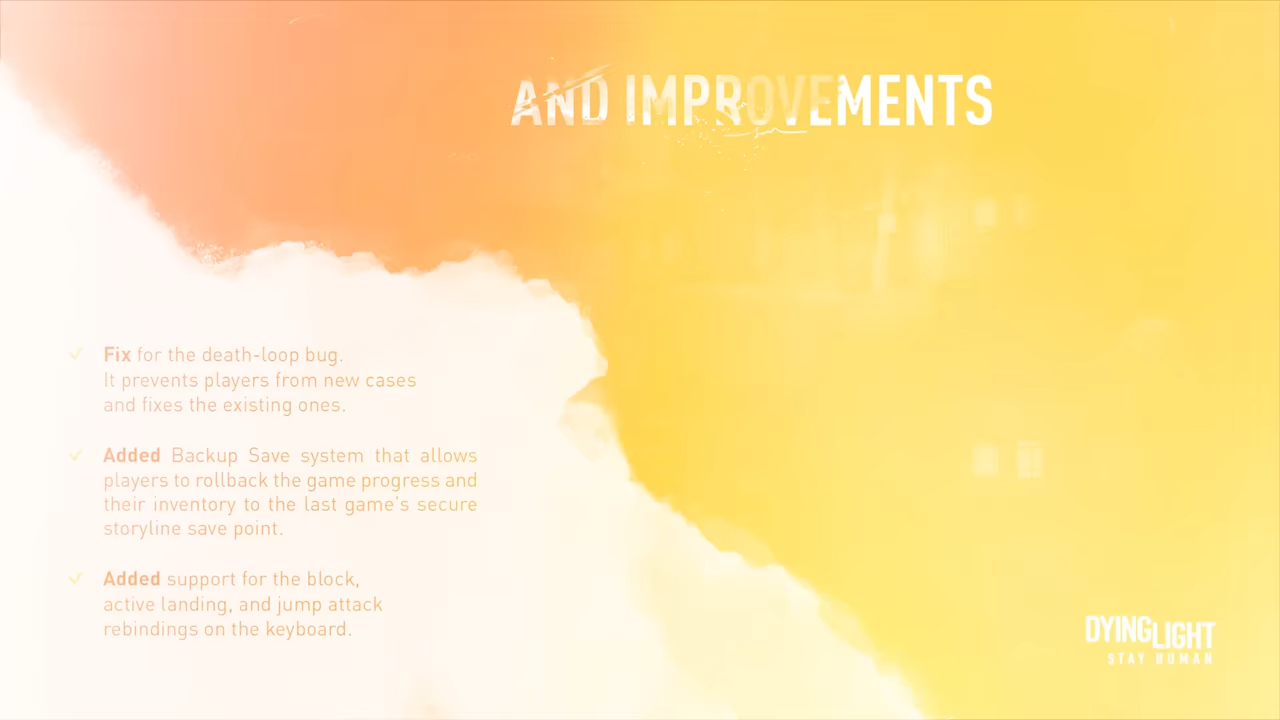 AND IMPROVEMENTS
Fix for the death-loop bug.
It prevents players from new cases
and fixes the existing ones.
Added Backup Save system that allows
players to rollback the game progress and
their inventory to the last game's secure
storyline save point.
Added support for the block,
active landing, and jump attack
rebindings on the keyboard.
DYING LIGHT
STAY HUMAN